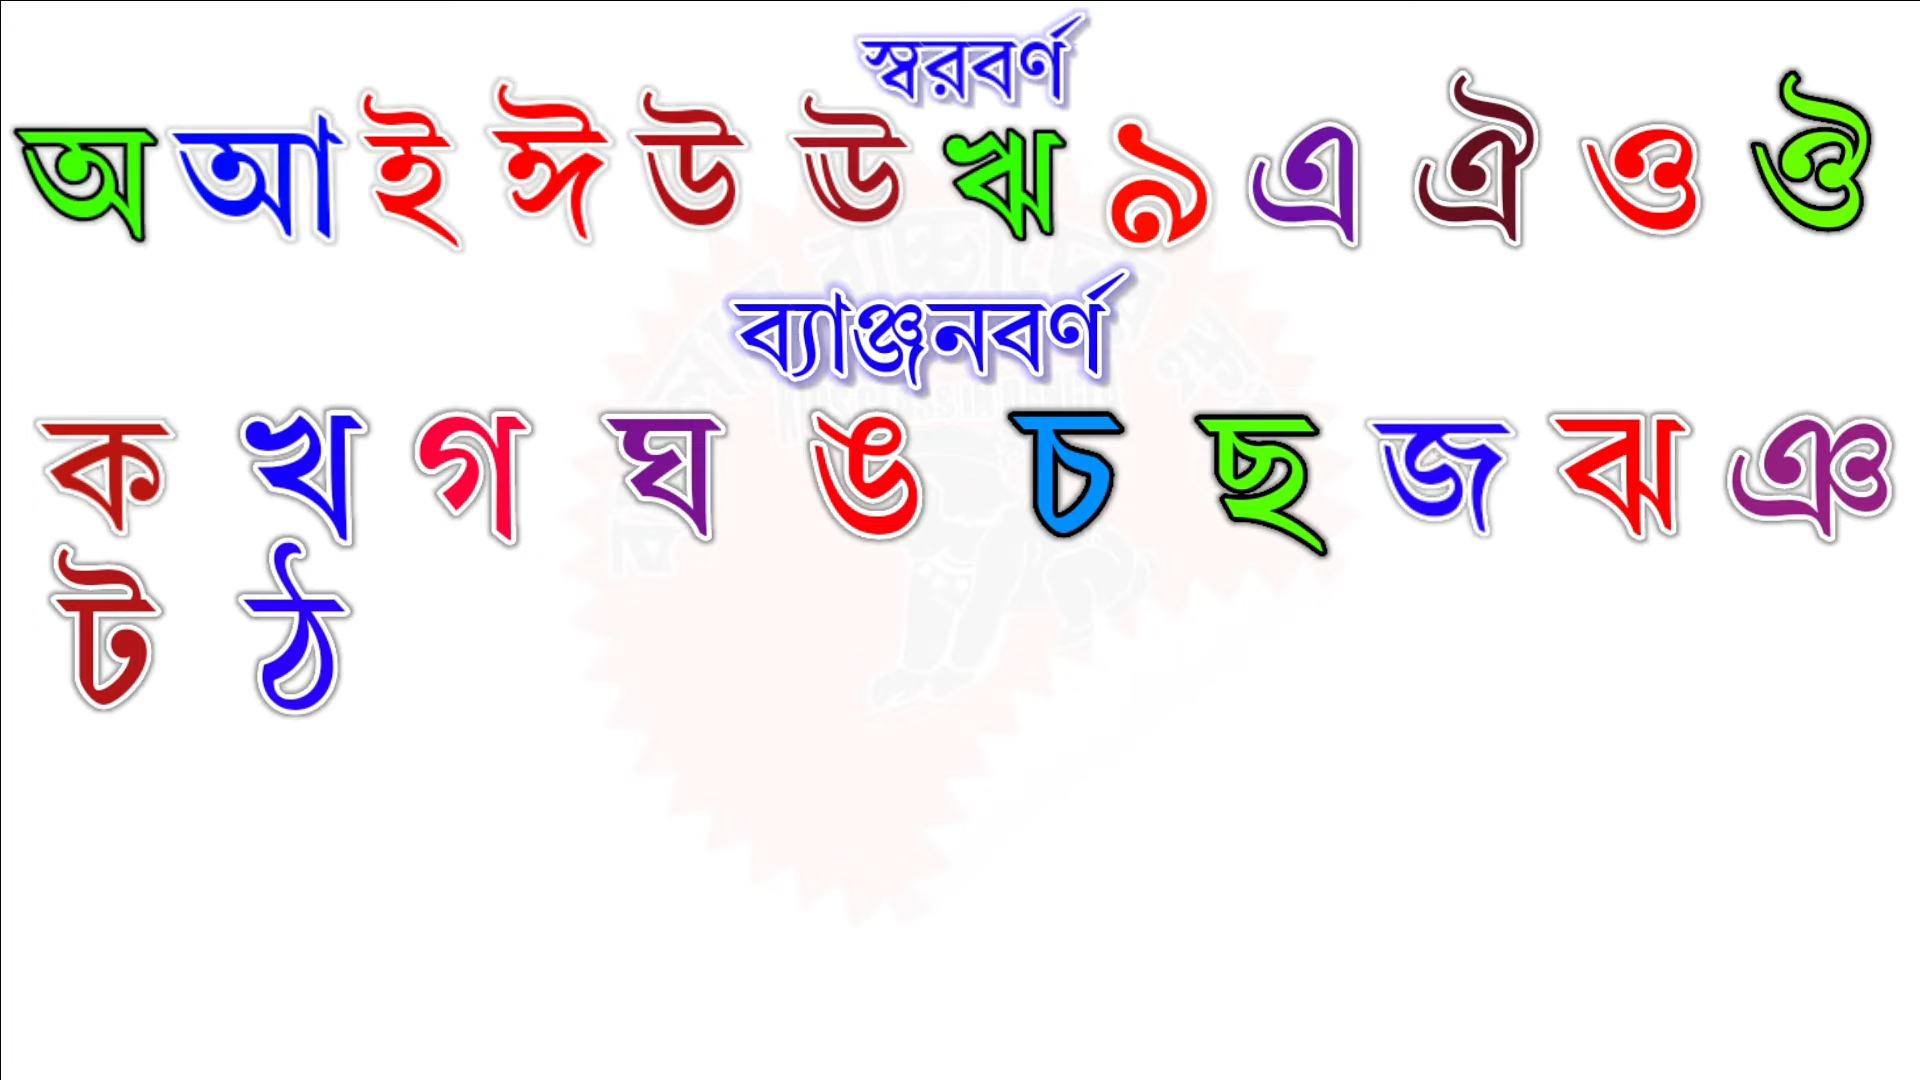 স্বরবর্ণ
অ আ ই ঈ উ ঊ ঋ ঌ এ ঐ ও ঔ
ব্যাঞ্জনবর্ণ
ক খ গ ঘ ঙ চ ছ জ ঝ ঞ
ট ঠ